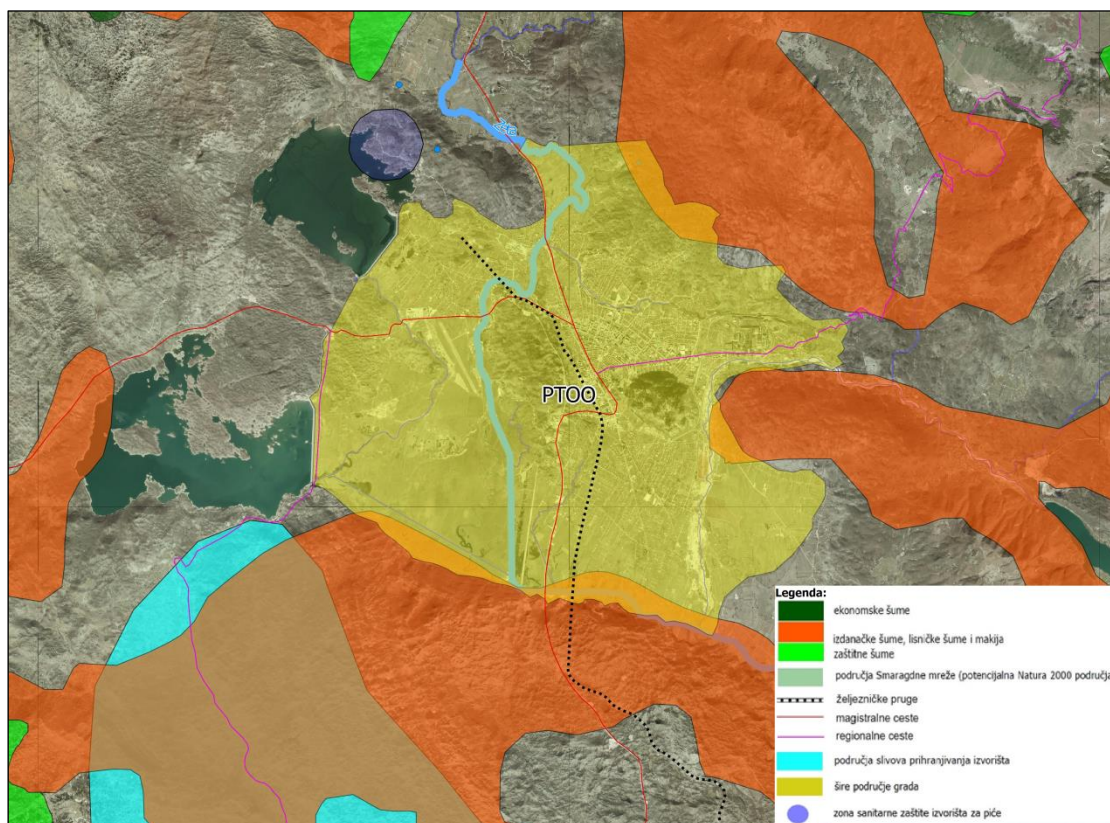 Zeta
PTOO
Legenda:
ekonomske šume
izdanačke šume, lisničke šume i makija
zaštitne šume
područja Smaragdne mreže (potencijalna Natura 2000 područja
željezničke pruge
magistralne ceste
regionalne ceste
područja slivova prihranjivanja izvorišta
šire područje grada
zona sanitarne zaštite izvorišta za piće